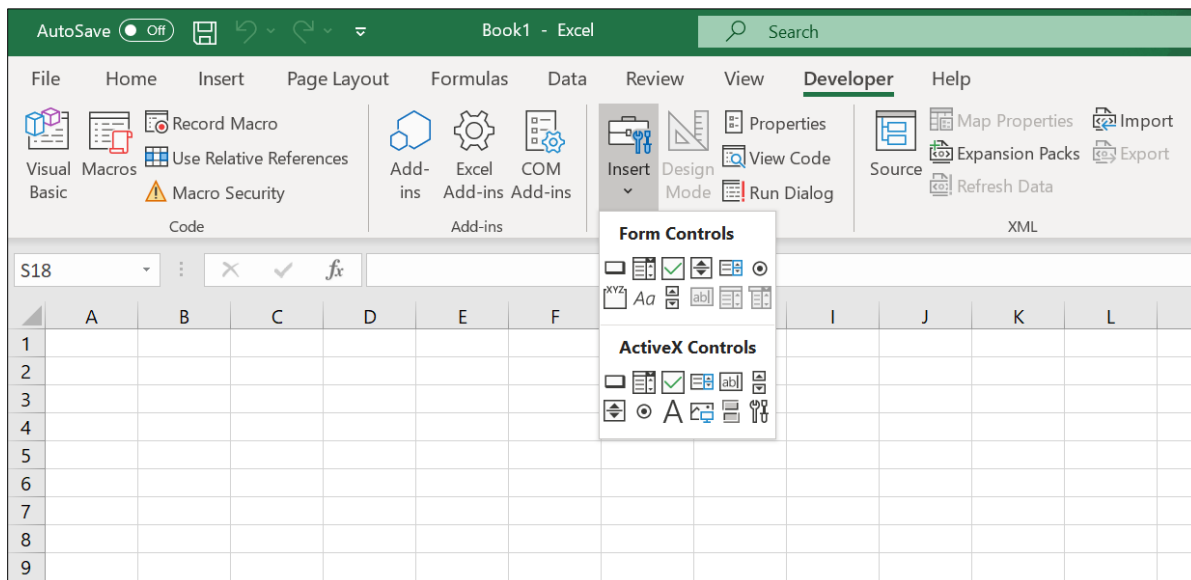 AutoSave Off Book1 - Excel Search
File Home Insert Page Layout Formulas Data Review View Developer Help
Visual Basic
Macros
Record Macro
Use Relative References
Macro Security
Code
Add-
ins
Excel
Add-ins
COM
Add-ins
Add-ins
Insert
Design
Mode
Properties
View Code
Run Dialog
Source
Map Properties
Expansion Packs
Refresh Data
Import
Export
XML
Form Controls
XYZ Aa ab
ActiveX Controls
ab
A
S18 fx
A B C D E F I J K L
1
2
3
4
5
6
7
8
9